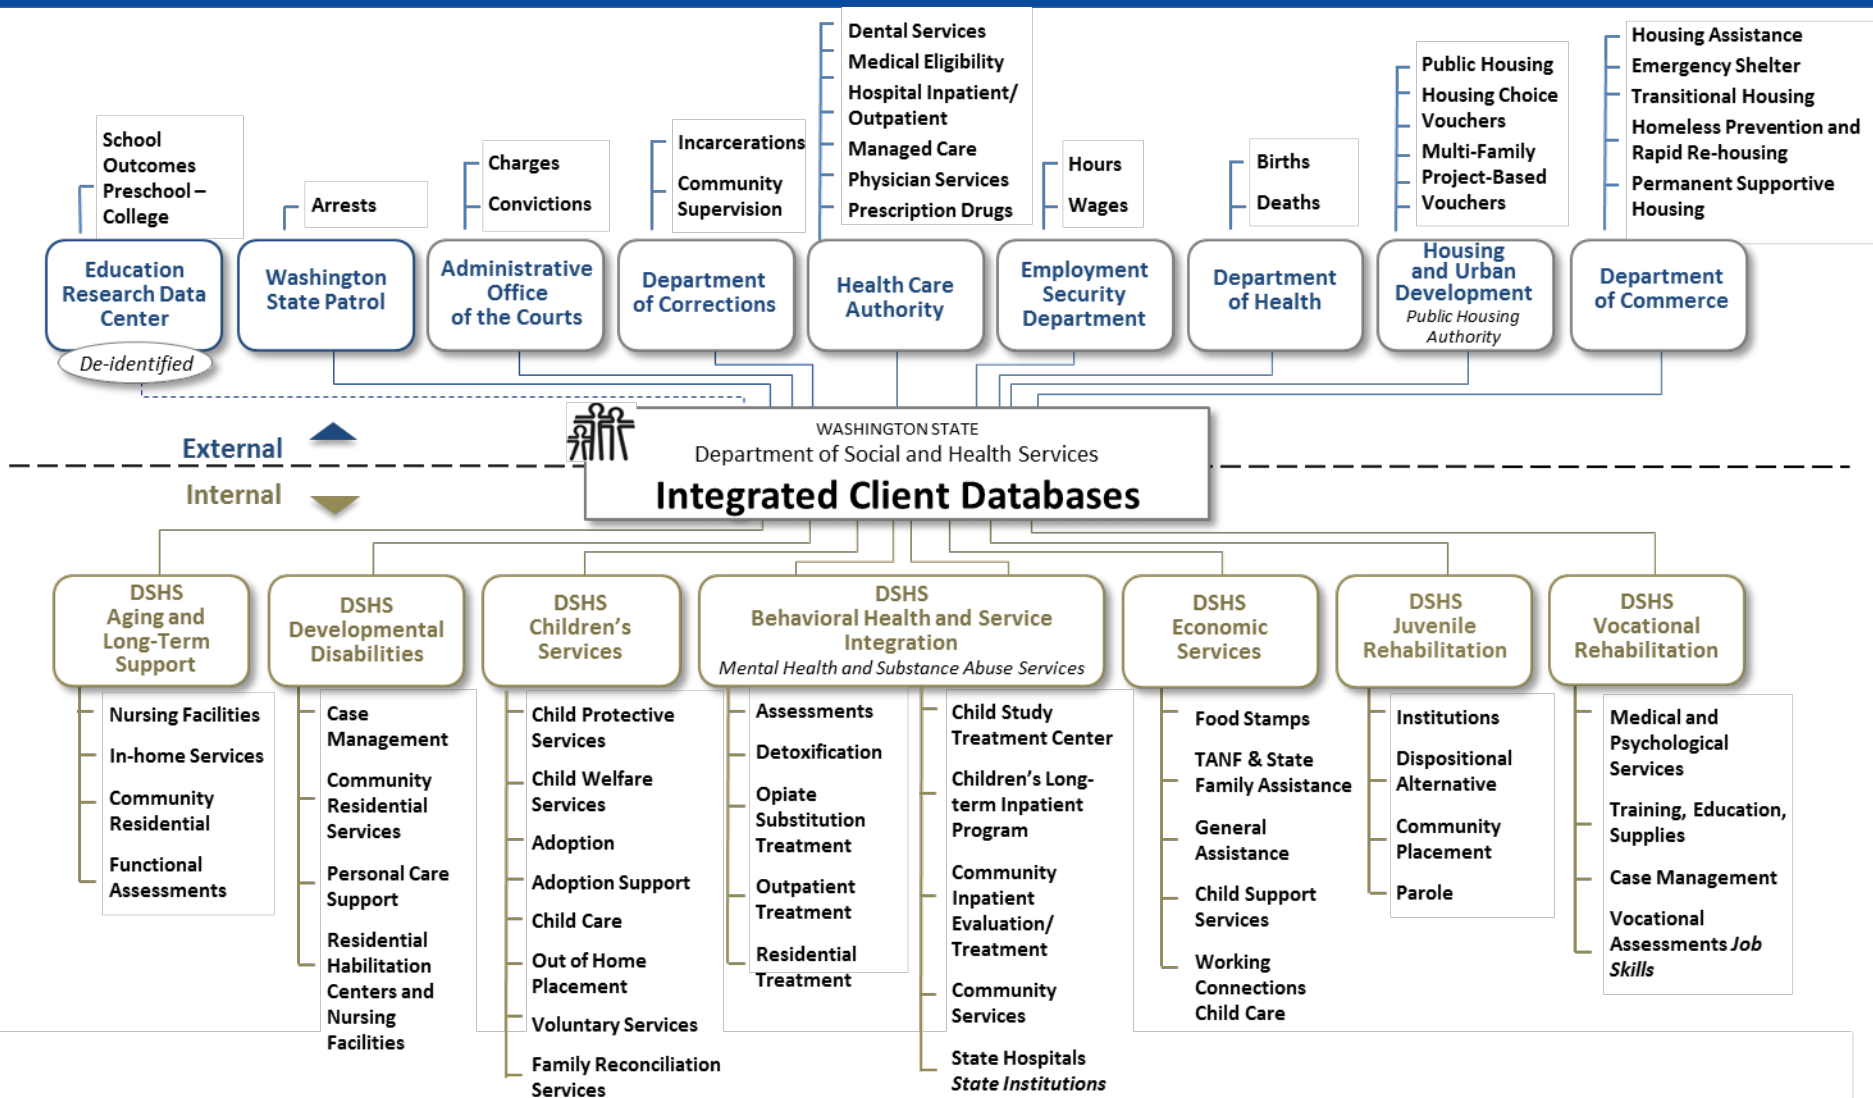 School
Outcomes
Preschool –
College
Arrests
Charges
Convictions
Incarcerations
Community
Supervision
Dental Services
Medical Eligibility
Hospital Inpatient/
Outpatient
Managed Care
Physician Services
Prescription Drugs
Hours
Wages
Births
Deaths
Public Housing
Housing Choice
Vouchers
Multi-Family
Project-Based
Vouchers
Housing Assistance
Emergency Shelter
Transitional Housing
Homeless Prevention and
Rapid Re-housing
Permanent Supportive
Housing
Education
Research Data
Center
De-identified
Washington
State Patrol
Administrative
Office
of the Courts
Department
of Corrections
Health Care
Authority
Employment
Security
Department
Department
of Health
Housing
and Urban
Development
Public Housing
Authority
Department
of Commerce
External
Internal
WASHINGTON STATE
Department of Social and Health Services
Integrated Client Databases
DSHS
Aging and
Long-Term
Support
Nursing Facilities
In-home Services
Community
Residential
Functional
Assessments
DSHS
Developmental
Disabilities
Case
Management
Community
Residential
Services
Personal Care
Support
Residential
Habilitation
Centers and
Nursing
Facilities
DSHS
Children's
Services
Child Protective
Services
Child Welfare
Services
Adoption
Adoption Support
Child Care
Out of Home
Placement
Voluntary Services
Family Reconciliation
Services
DSHS
Behavioral Health and Service
Integration
Mental Health and Substance Abuse Services
Assessments
Detoxification
Opiate
Substitution
Treatment
Outpatient
Treatment
Residential
Treatment
Child Study
Treatment Center
Children's Long-
term Inpatient
Program
Community
Inpatient
Evaluation/
Treatment
Community
Services
State Hospitals
State Institutions
DSHS
Economic
Services
Food Stamps
TANF & State
Family Assistance
General
Assistance
Child Support
Services
Working
Connections
Child Care
DSHS
Juvenile
Rehabilitation
Institutions
Dispositional
Alternative
Community
Placement
Parole
DSHS
Vocational
Rehabilitation
Medical and
Psychological
Services
Training, Education,
Supplies
Case Management
Vocational
Assessments Job
Skills